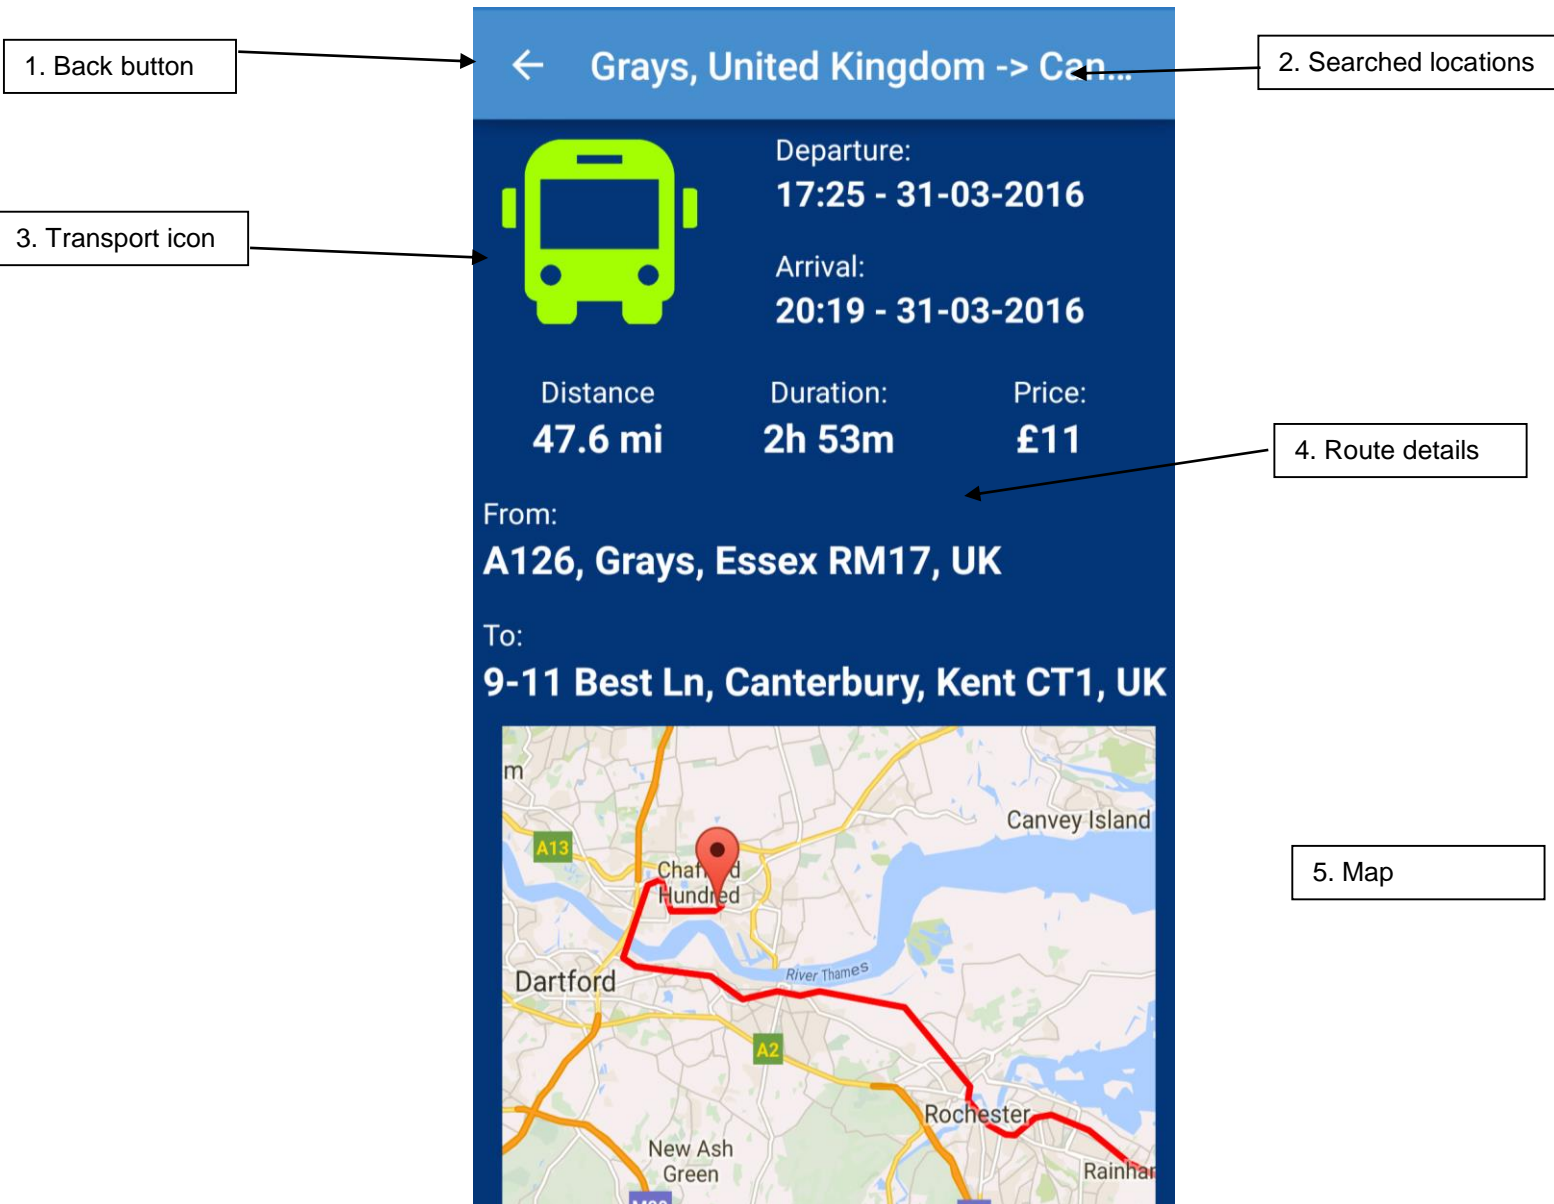 1. Back button
Grays, United Kingdom -> Can...
2. Searched locations
3. Transport icon
Departure:
17:25 - 31-03-2016
Arrival:
20:19 - 31-03-2016
Distance
Duration:
Price:
47.6 mi
2h 53m
£11
4. Route details
From:
A126, Grays, Essex RM17, UK
To:
9-11 Best Ln, Canterbury, Kent CT1, UK
m
Canvey Island
A13
Hundred
5. Map
River Thames
Dartford
A2
Rochester
New Ash
Green